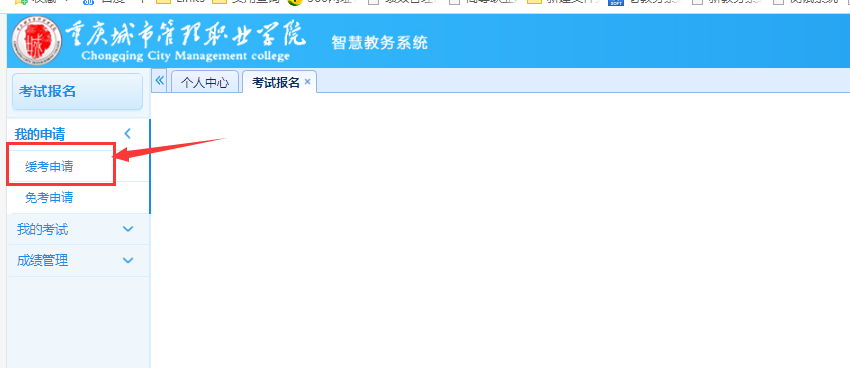 Links
重庆城市管理职业学院
Chongqing City Management college
智慧教务系统
考试报名
个人中心
考试报名 ×
我的申请
缓考申请
免考申请
我的考试
成绩管理